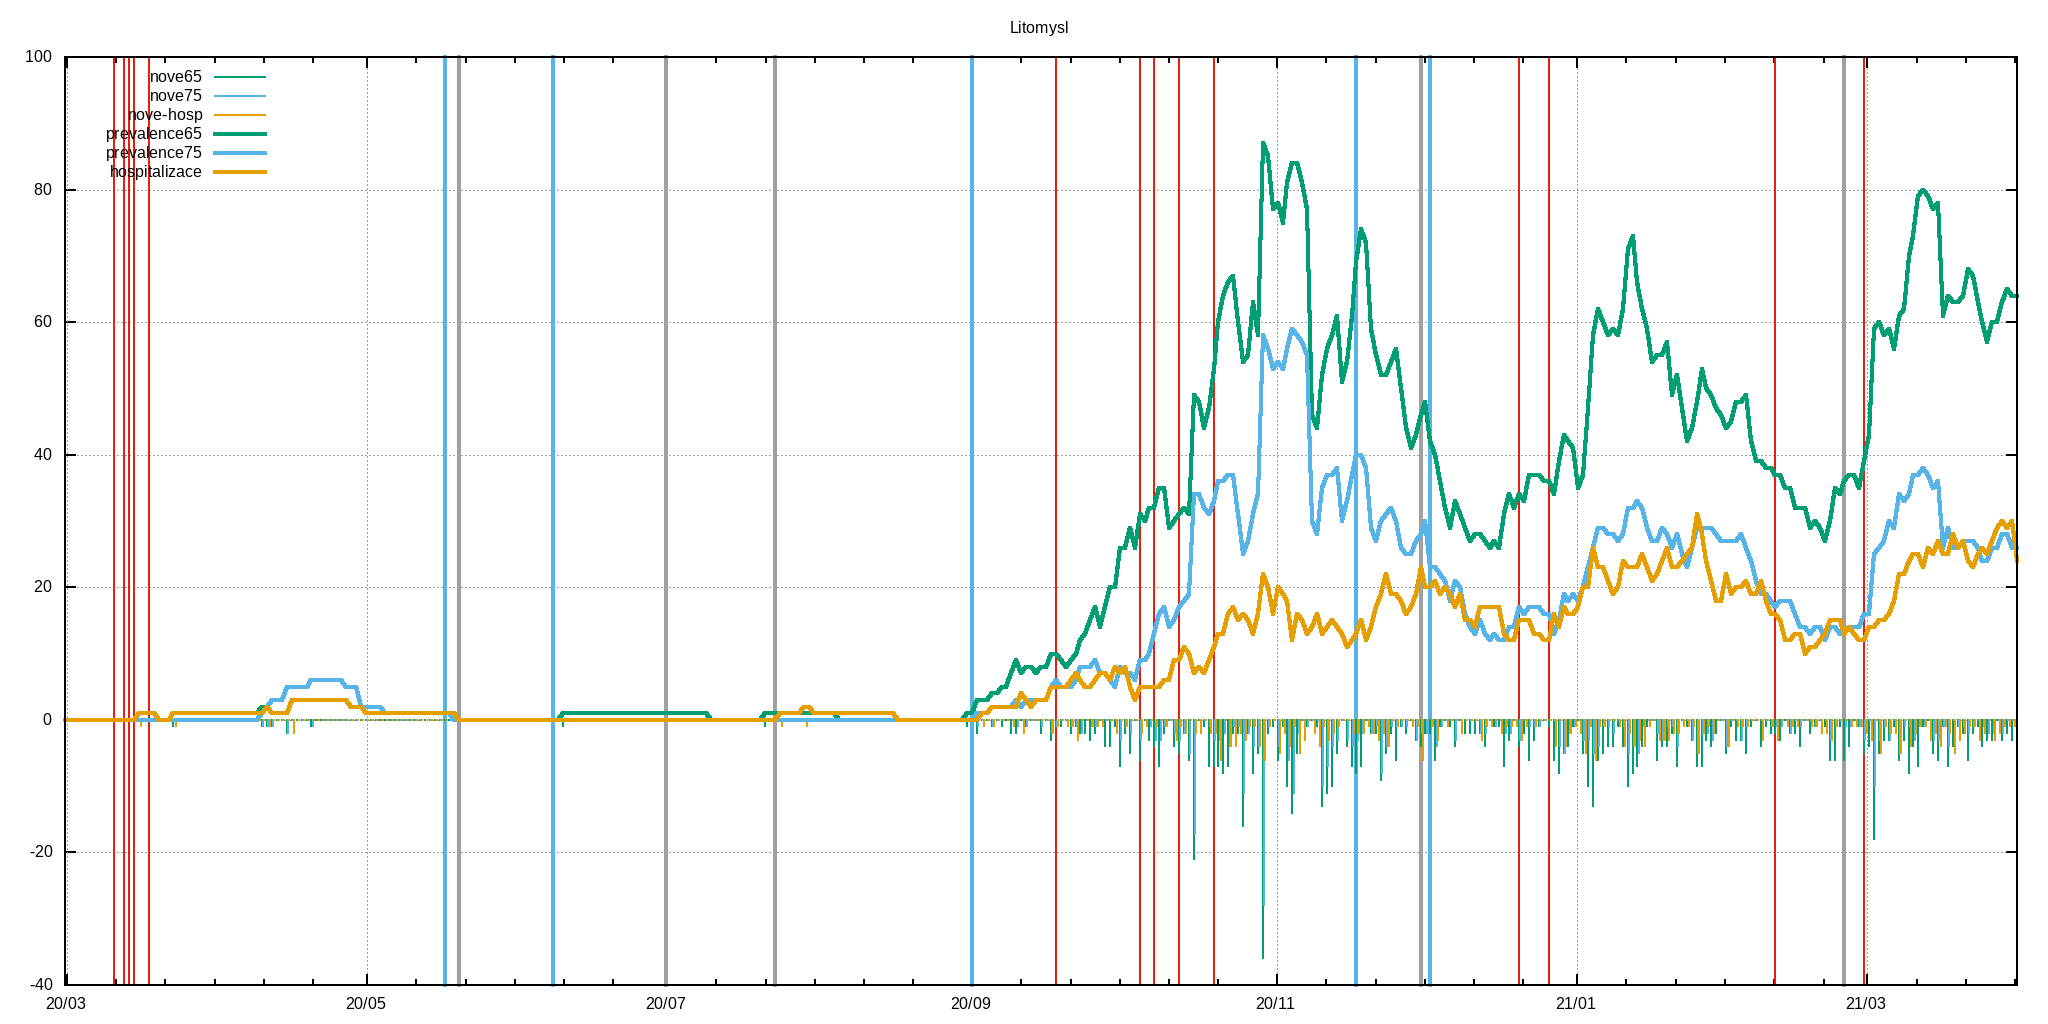 Litomysl
100
nove65
nove75
nove-hosp
prevalence65
prevalence75
hospitalizace
80
60
40
20
0
-20
-40
20/03 20/05 20/07 20/09 20/11 21/01 21/03